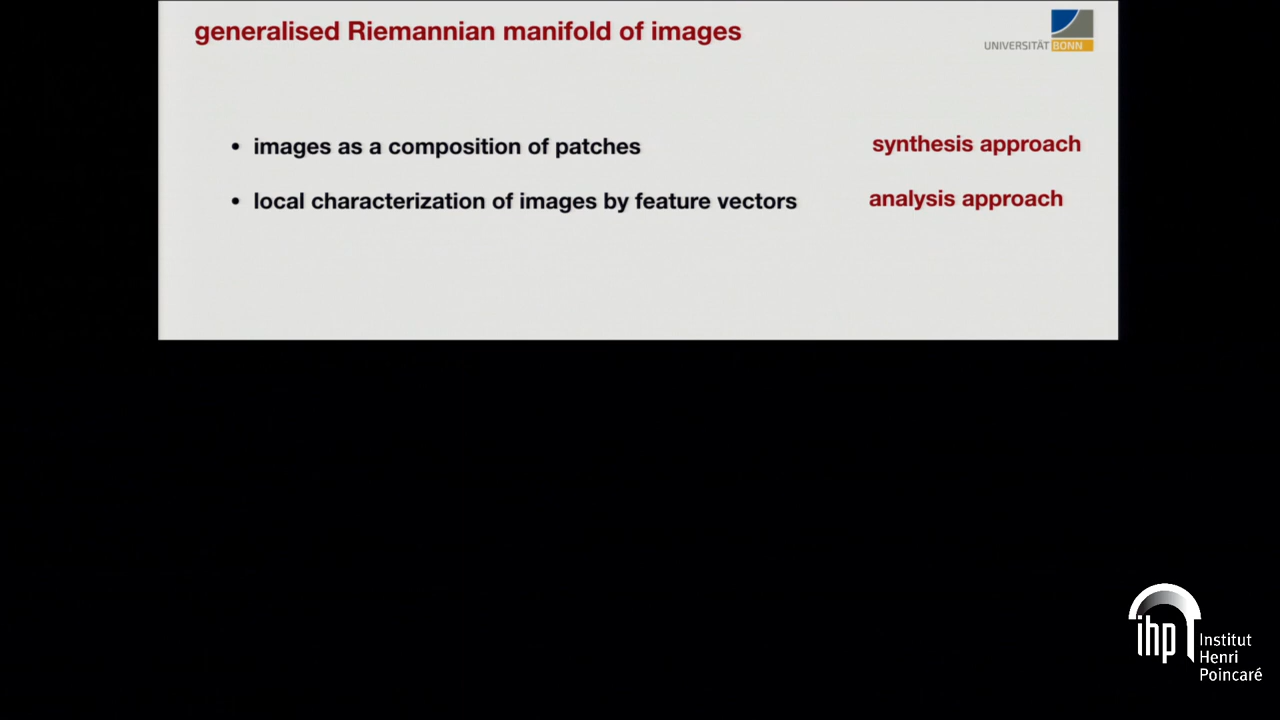 generalised Riemannian manifold of images
UNIVERSITÄT BONN
• images as a composition of patches
synthesis approach
• local characterization of images by feature vectors
analysis approach
ihp
Institut
Henri
Poincaré